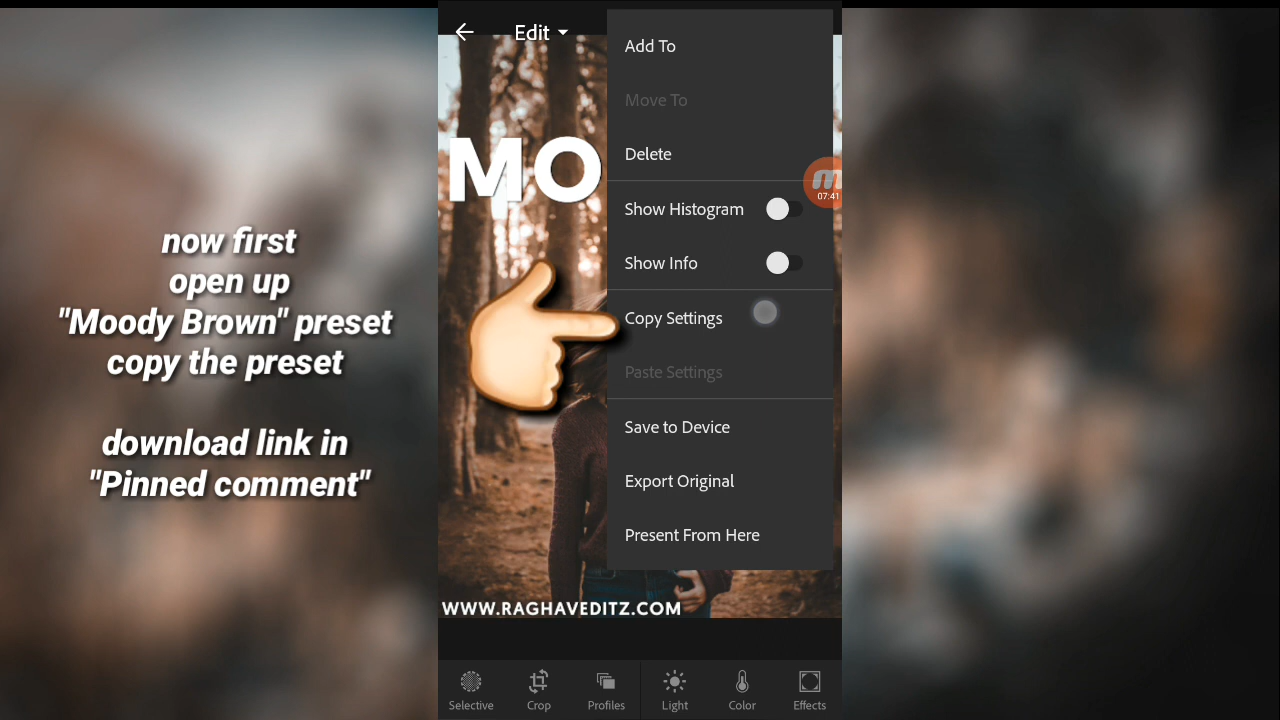 now first
open up
"Moody Brown" preset
copy the preset
download link in
"Pinned comment"
Edit
MO
Add To
Move To
Delete
07:41
Show Histogram
Show Info
Copy Settings
Paste Settings
Save to Device
Export Original
Present From Here
WWW.RAGHAVEDITZ.COM
Selective
Crop
Profiles
Light
Color
Effects